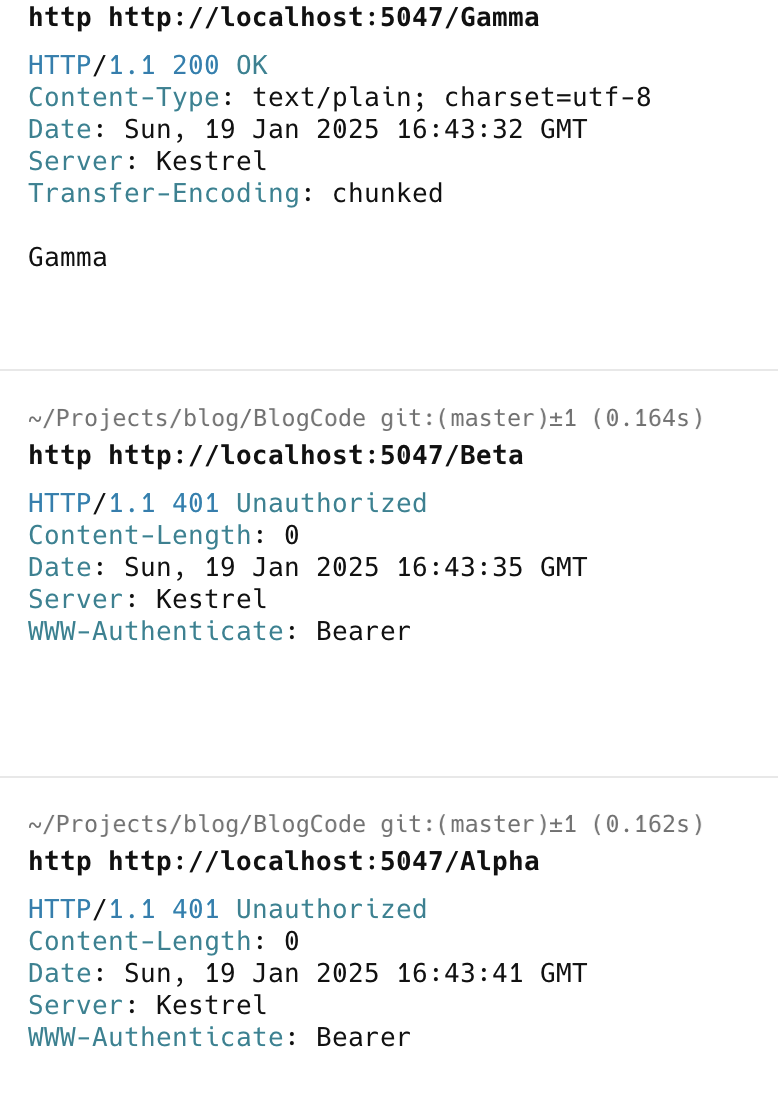 http http://localhost:5047/Gamma
HTTP/1.1 200 OK
Content-Type: text/plain; charset=utf-8
Date: Sun, 19 Jan 2025 16:43:32 GMT
Server: Kestrel
Transfer-Encoding: chunked
Gamma
~/Projects/blog/BlogCode git:(master)±1 (0.164s)
http http://localhost:5047/Beta
HTTP/1.1 401 Unauthorized
Content-Length: 0
Date: Sun, 19 Jan 2025 16:43:35 GMT
Server: Kestrel
WWW-Authenticate: Bearer
~/Projects/blog/BlogCode git:(master)±1 (0.162s)
http http://localhost:5047/Alpha
HTTP/1.1 401 Unauthorized
Content-Length: 0
Date: Sun, 19 Jan 2025 16:43:41 GMT
Server: Kestrel
WWW-Authenticate: Bearer